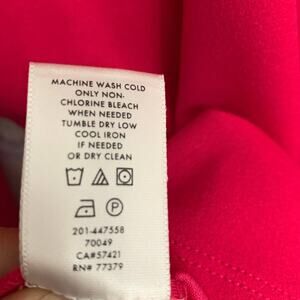 MACHINE WASH COLD
ONLY NON-
CHLORINE BLEACH
WHEN NEEDED
TUMBLE DRY LOW
COOL IRON
IF NEEDED
OR DRY CLEAN
P
201-447558
70049
CA#57421
RN# 77379